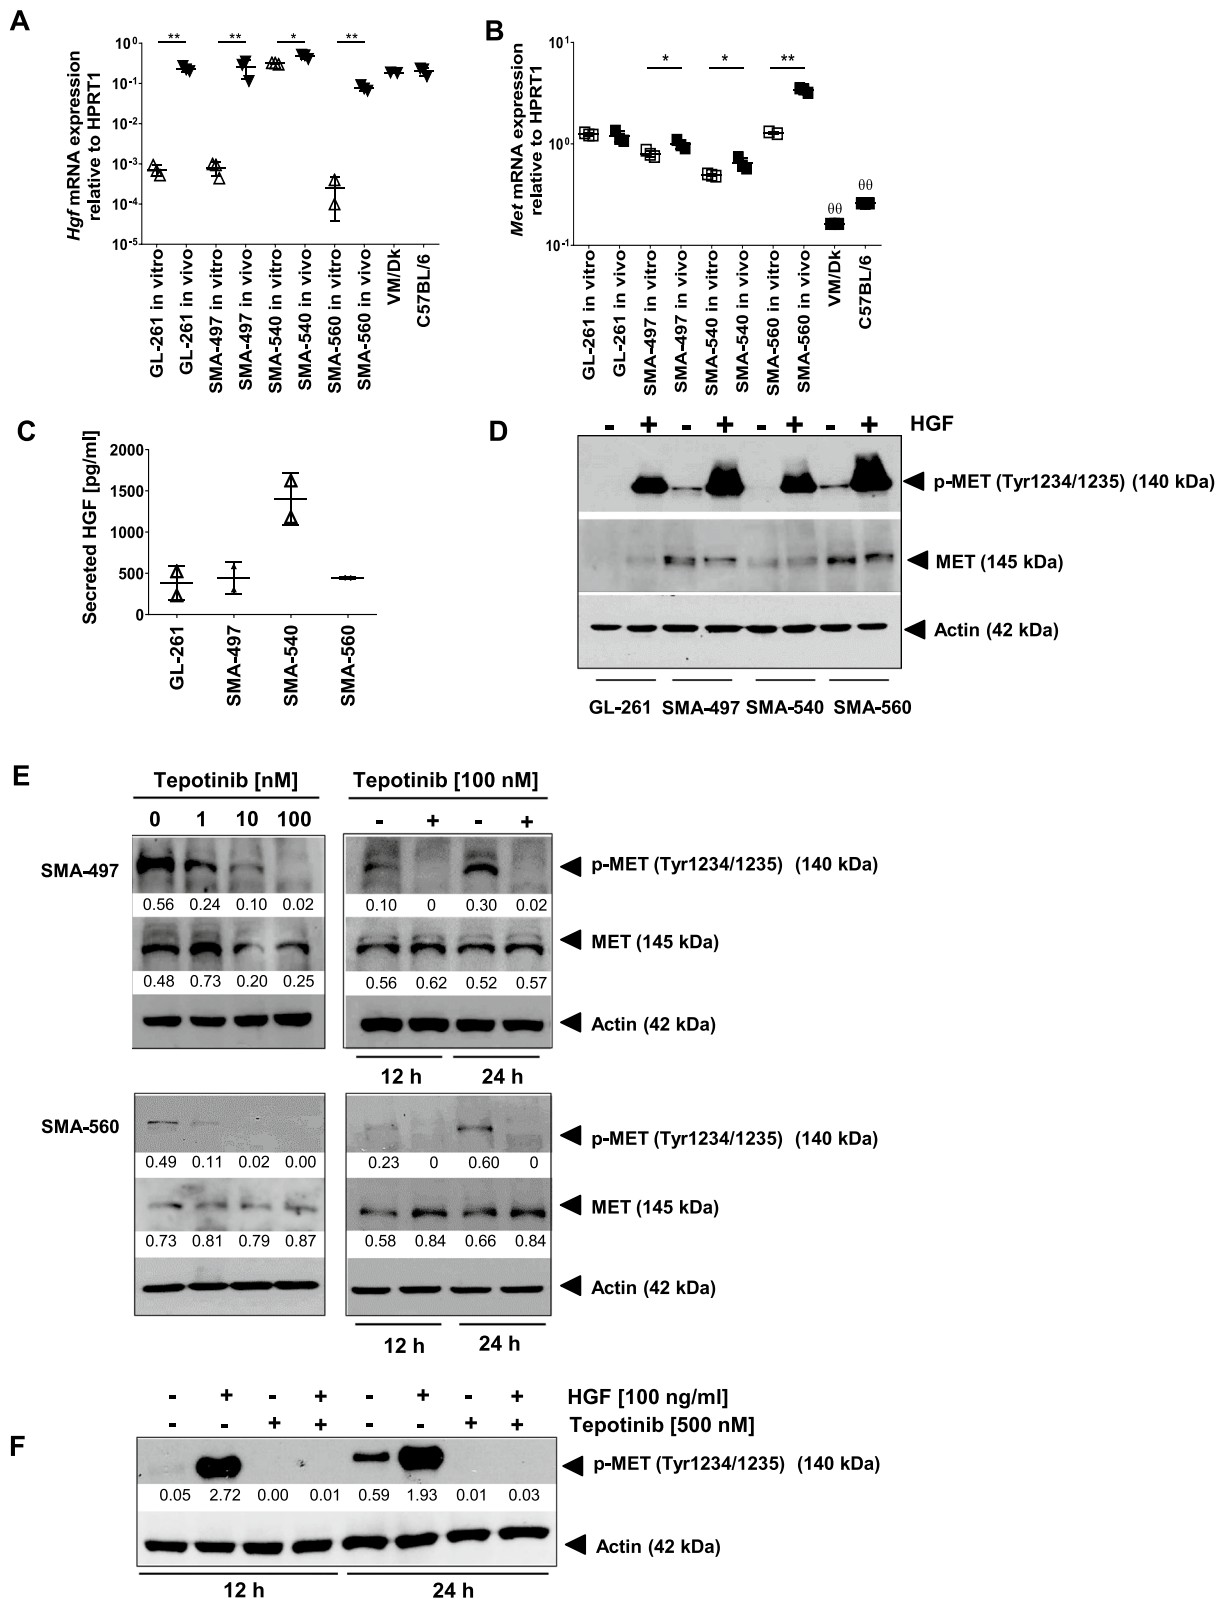 A
Hgf mRNA expression
relative to HPRT1
10⁰
10⁻¹
10⁻²
10⁻³
10⁻⁴
10⁻⁵
** ** * **
GL-261 in vitro
GL-261 in vivo
SMA-497 in vitro
SMA-497 in vivo
SMA-540 in vitro
SMA-540 in vivo
SMA-560 in vitro
SMA-560 in vivo
VM/Dk
C57BL/6
B
Met mRNA expression
relative to HPRT1
10¹
10⁰
10⁻¹
* * **
θθ
θθ
GL-261 in vitro
GL-261 in vivo
SMA-497 in vitro
SMA-497 in vivo
SMA-540 in vitro
SMA-540 in vivo
SMA-560 in vitro
SMA-560 in vivo
VM/Dk
C57BL/6
C
Secreted HGF [pg/ml]
2000
1500
1000
500
0
GL-261
SMA-497
SMA-540
SMA-560
D
- + - + - + - + HGF
p-MET (Tyr1234/1235) (140 kDa)
MET (145 kDa)
Actin (42 kDa)
GL-261 SMA-497 SMA-540 SMA-560
E
Tepotinib [nM] Tepotinib [100 nM]
0 1 10 100 - + - +
SMA-497
p-MET (Tyr1234/1235) (140 kDa)
0.56 0.24 0.10 0.02 0.10 0 0.30 0.02
MET (145 kDa)
0.48 0.73 0.20 0.25 0.56 0.62 0.52 0.57
Actin (42 kDa)
12 h 24 h
SMA-560
p-MET (Tyr1234/1235) (140 kDa)
0.49 0.11 0.02 0.00 0.23 0 0.60 0
MET (145 kDa)
0.73 0.81 0.79 0.87 0.58 0.84 0.66 0.84
Actin (42 kDa)
12 h 24 h
- + - + - + - + HGF [100 ng/ml]
- - + + - - + + Tepotinib [500 nM]
F
p-MET (Tyr1234/1235) (140 kDa)
0.05 2.72 0.00 0.01 0.59 1.93 0.01 0.03
Actin (42 kDa)
12 h 24 h